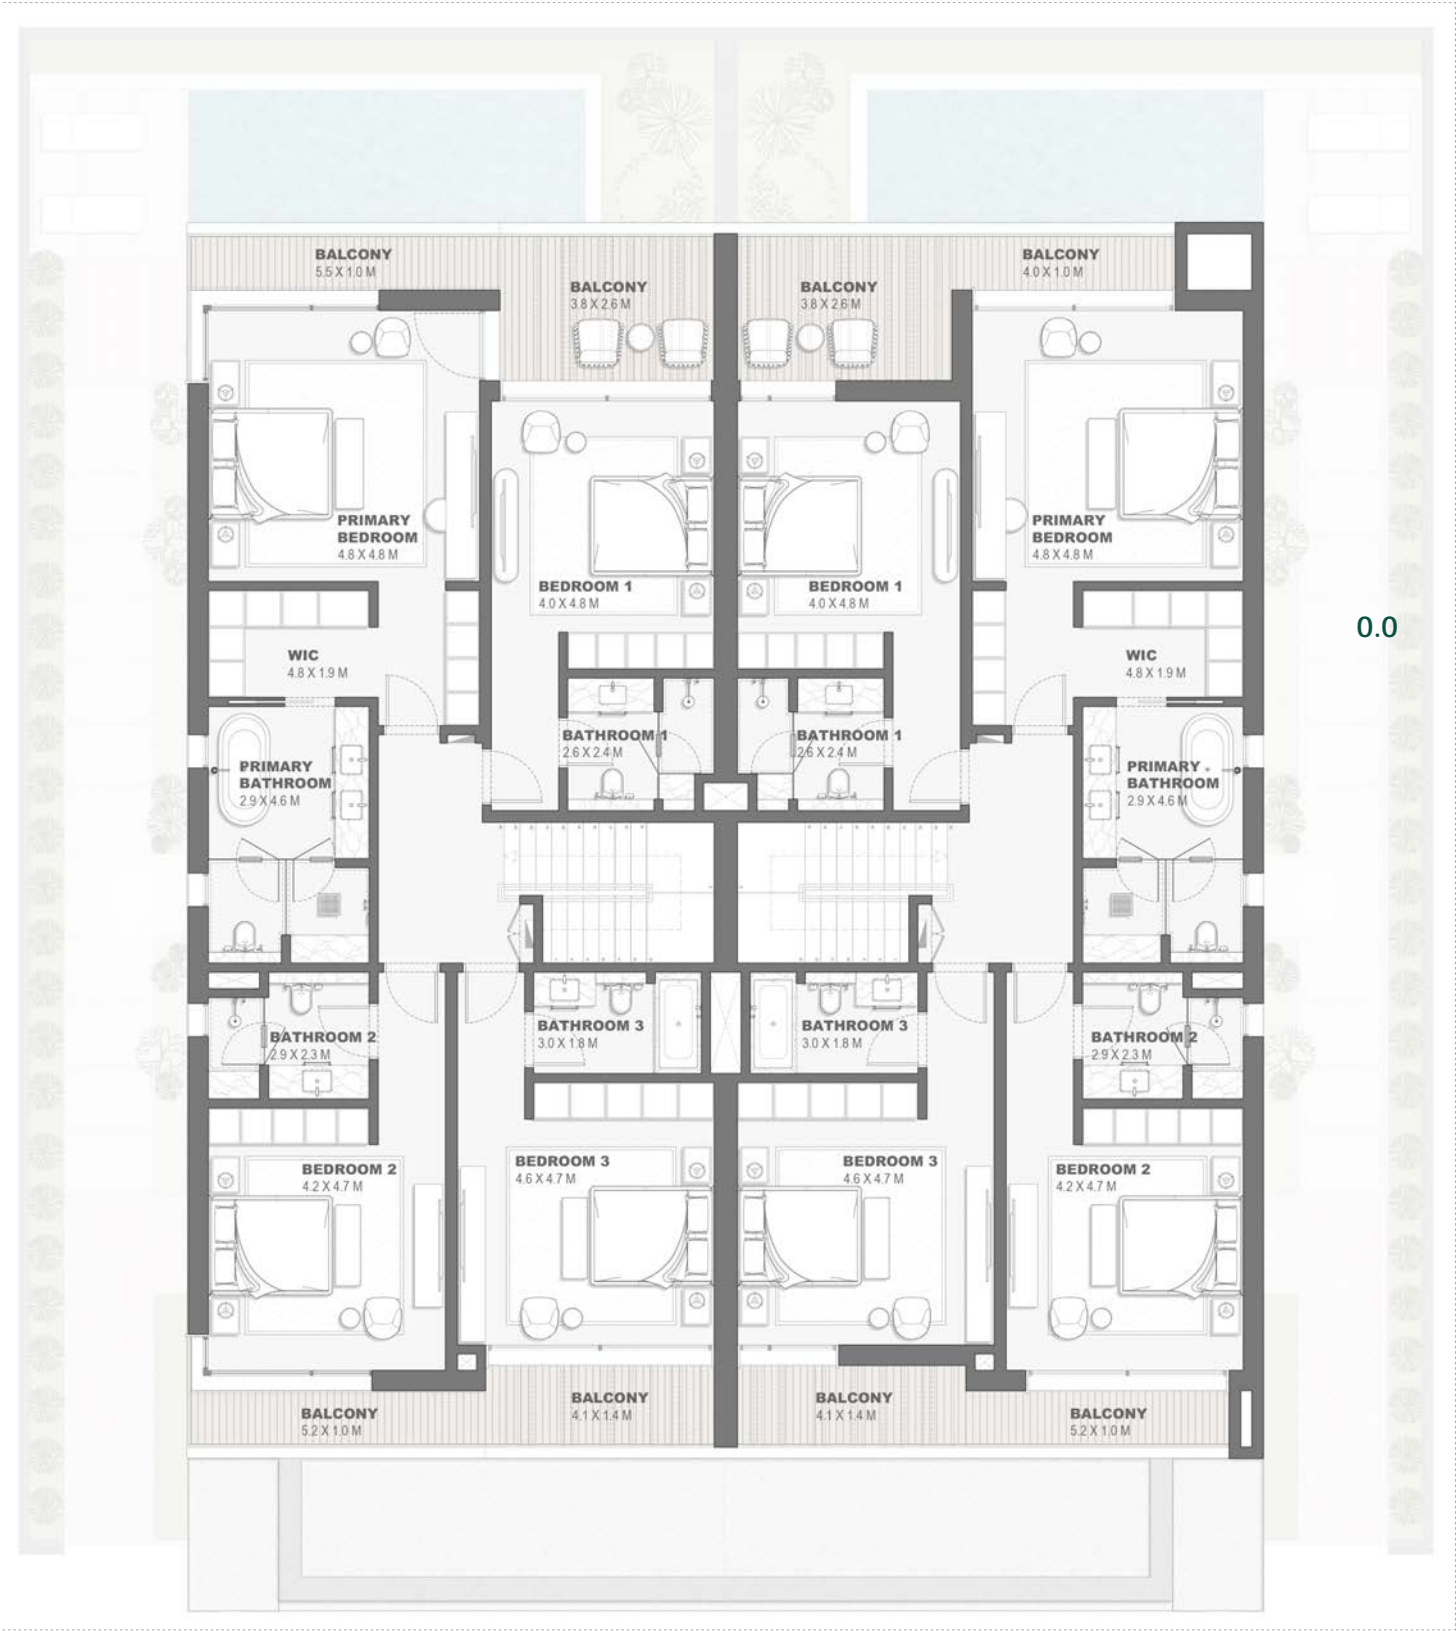 BALCONY
5.5 X 1.0 M
BALCONY
3.8 X 2.6 M
BALCONY
3.8 X 2.6 M
BALCONY
4.0 X 1.0 M
PRIMARY
BEDROOM
4.8 X 4.8 M
BEDROOM 1
4.0 X 4.8 M
BEDROOM 1
4.0 X 4.8 M
PRIMARY
BEDROOM
4.8 X 4.8 M
0.0
WIC
4.8 X 1.9 M
WIC
4.8 X 1.9 M
BATHROOM 1
2.6 X 2.4 M
BATHROOM 1
2.6 X 2.4 M
PRIMARY
BATHROOM
2.9 X 4.6 M
PRIMARY
BATHROOM
2.9 X 4.6 M
BATHROOM 2
2.9 X 2.3 M
BATHROOM 3
3.0 X 1.8 M
BATHROOM 3
3.0 X 1.8 M
BATHROOM 2
2.9 X 2.3 M
BEDROOM 2
4.2 X 4.7 M
BEDROOM 3
4.6 X 4.7 M
BEDROOM 3
4.6 X 4.7 M
BEDROOM 2
4.2 X 4.7 M
BALCONY
5.2 X 1.0 M
BALCONY
4.1 X 1.4 M
BALCONY
4.1 X 1.4 M
BALCONY
5.2 X 1.0 M